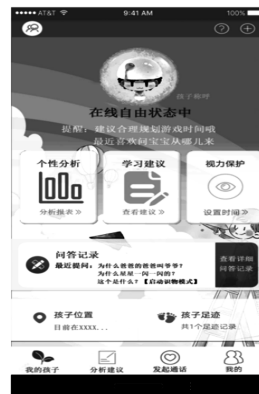 AT&T 9:41 AM 100%
孩子称呼
在线自由状态中
提醒：建议合理规划游戏时间哦
最近喜欢问宝宝从哪儿来
个性分析 学习建议 视力保护
分析报表》 查看建议》 设置时间》
问答记录
最近提问：为什么爸爸的爸爸叫爷爷？
为什么星星一闪一闪的？
这个是什么？【启动识物模式】
查看详细
问答记录
孩子位置 孩子足迹
目前在XXXX... 共1个足迹记录
我的孩子 分析建议 发起通话 我的